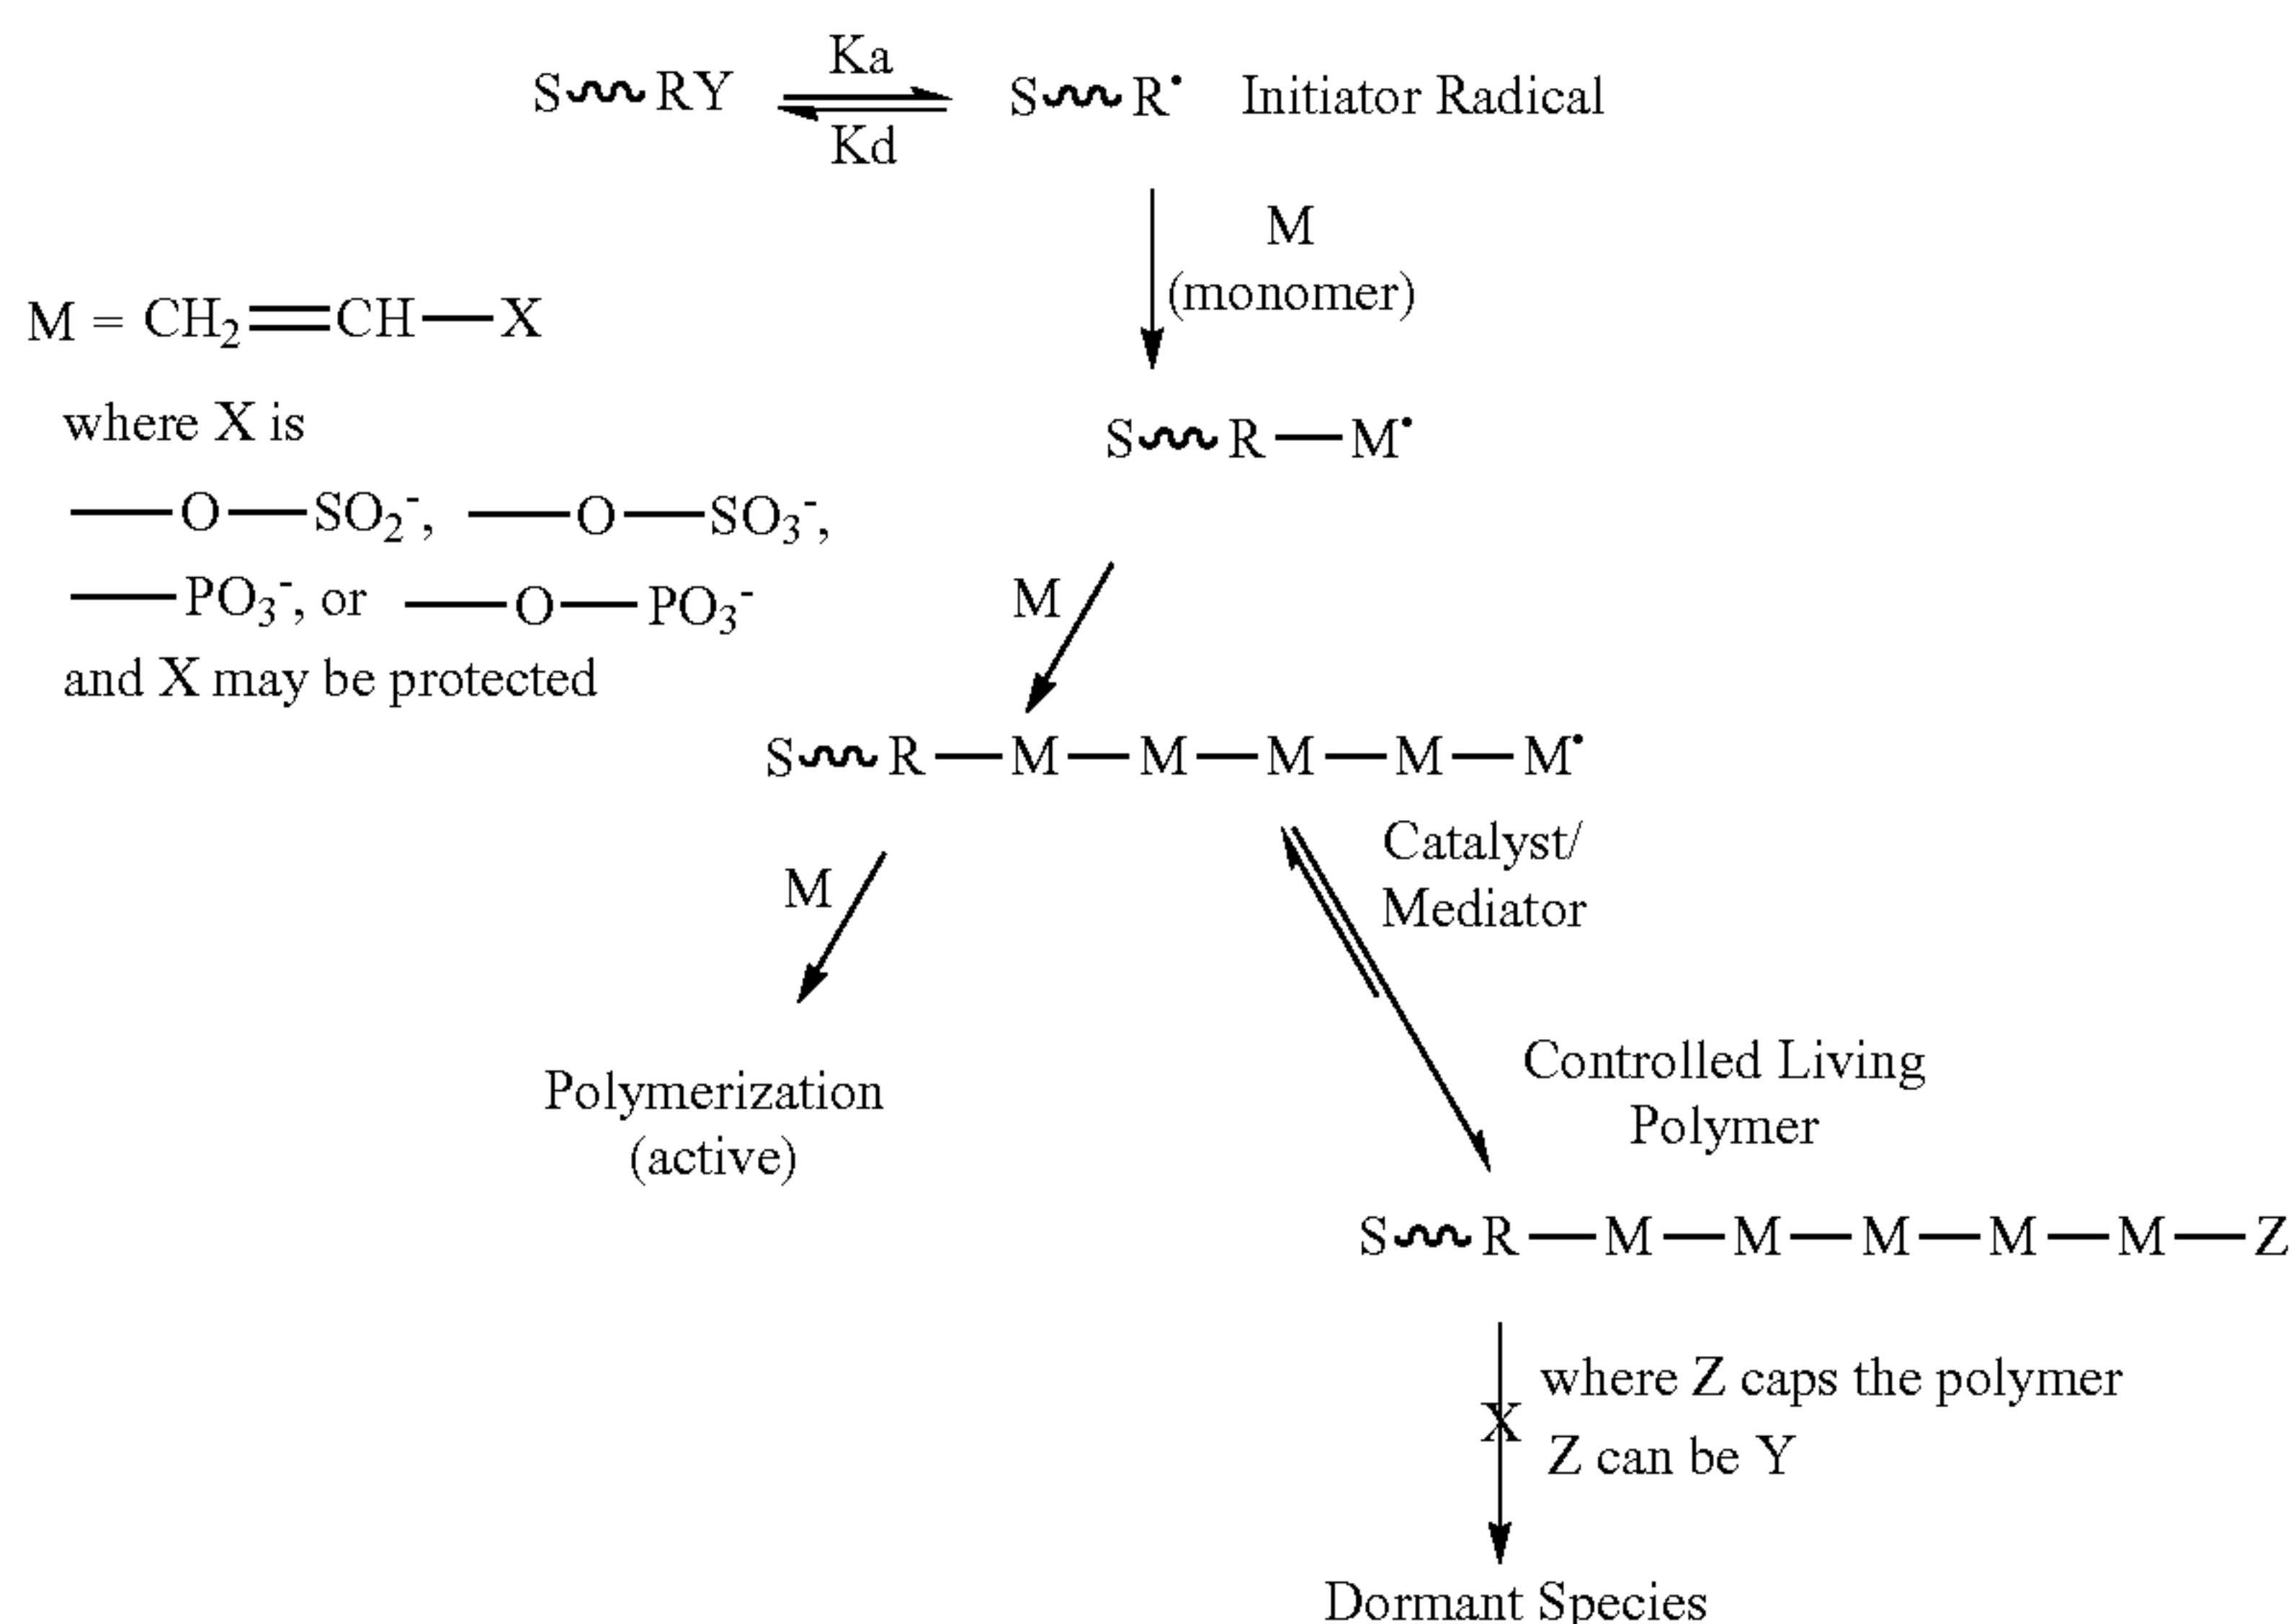 S RY Ka Kd S R• Initiator Radical
M
(monomer)
M = CH2=CH—X
where X is
—O—SO2-, —O—SO3-,
—PO3-, or —O—PO3-
and X may be protected
S R—M•
M
S R—M—M—M—M—M•
Catalyst/
Mediator
M
Polymerization
(active)
Controlled Living
Polymer
S R—M—M—M—M—M—Z
where Z caps the polymer
X
Z can be Y
Dormant Species